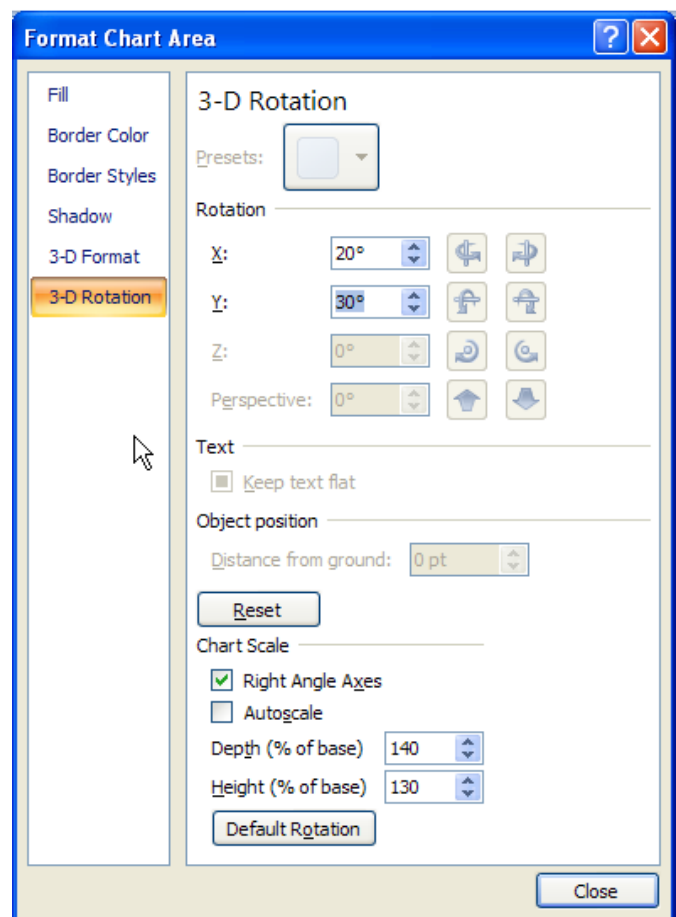 Format Chart Area
?
Fill
Border Color
Border Styles
Shadow
3-D Format
3-D Rotation
3-D Rotation
Presets:
Rotation
X: 20°
Y: 30°
Z: 0°
Perspective: 0°
Text
Keep text flat
Object position
Distance from ground: 0 pt
Reset
Chart Scale
Right Angle Axes
Autoscale
Depth (% of base) 140
Height (% of base) 130
Default Rotation
Close